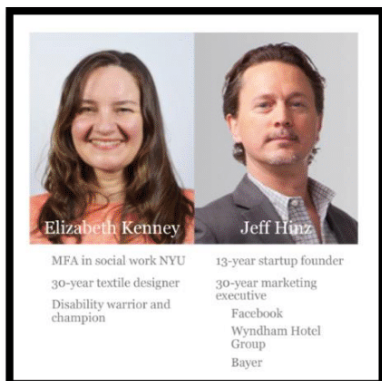 Elizabeth Kenney
MFA in social work NYU
30-year textile designer
Disability warrior and
champion
Jeff Hinz
13-year startup founder
30-year marketing
executive
Facebook
Wyndham Hotel
Group
Bayer